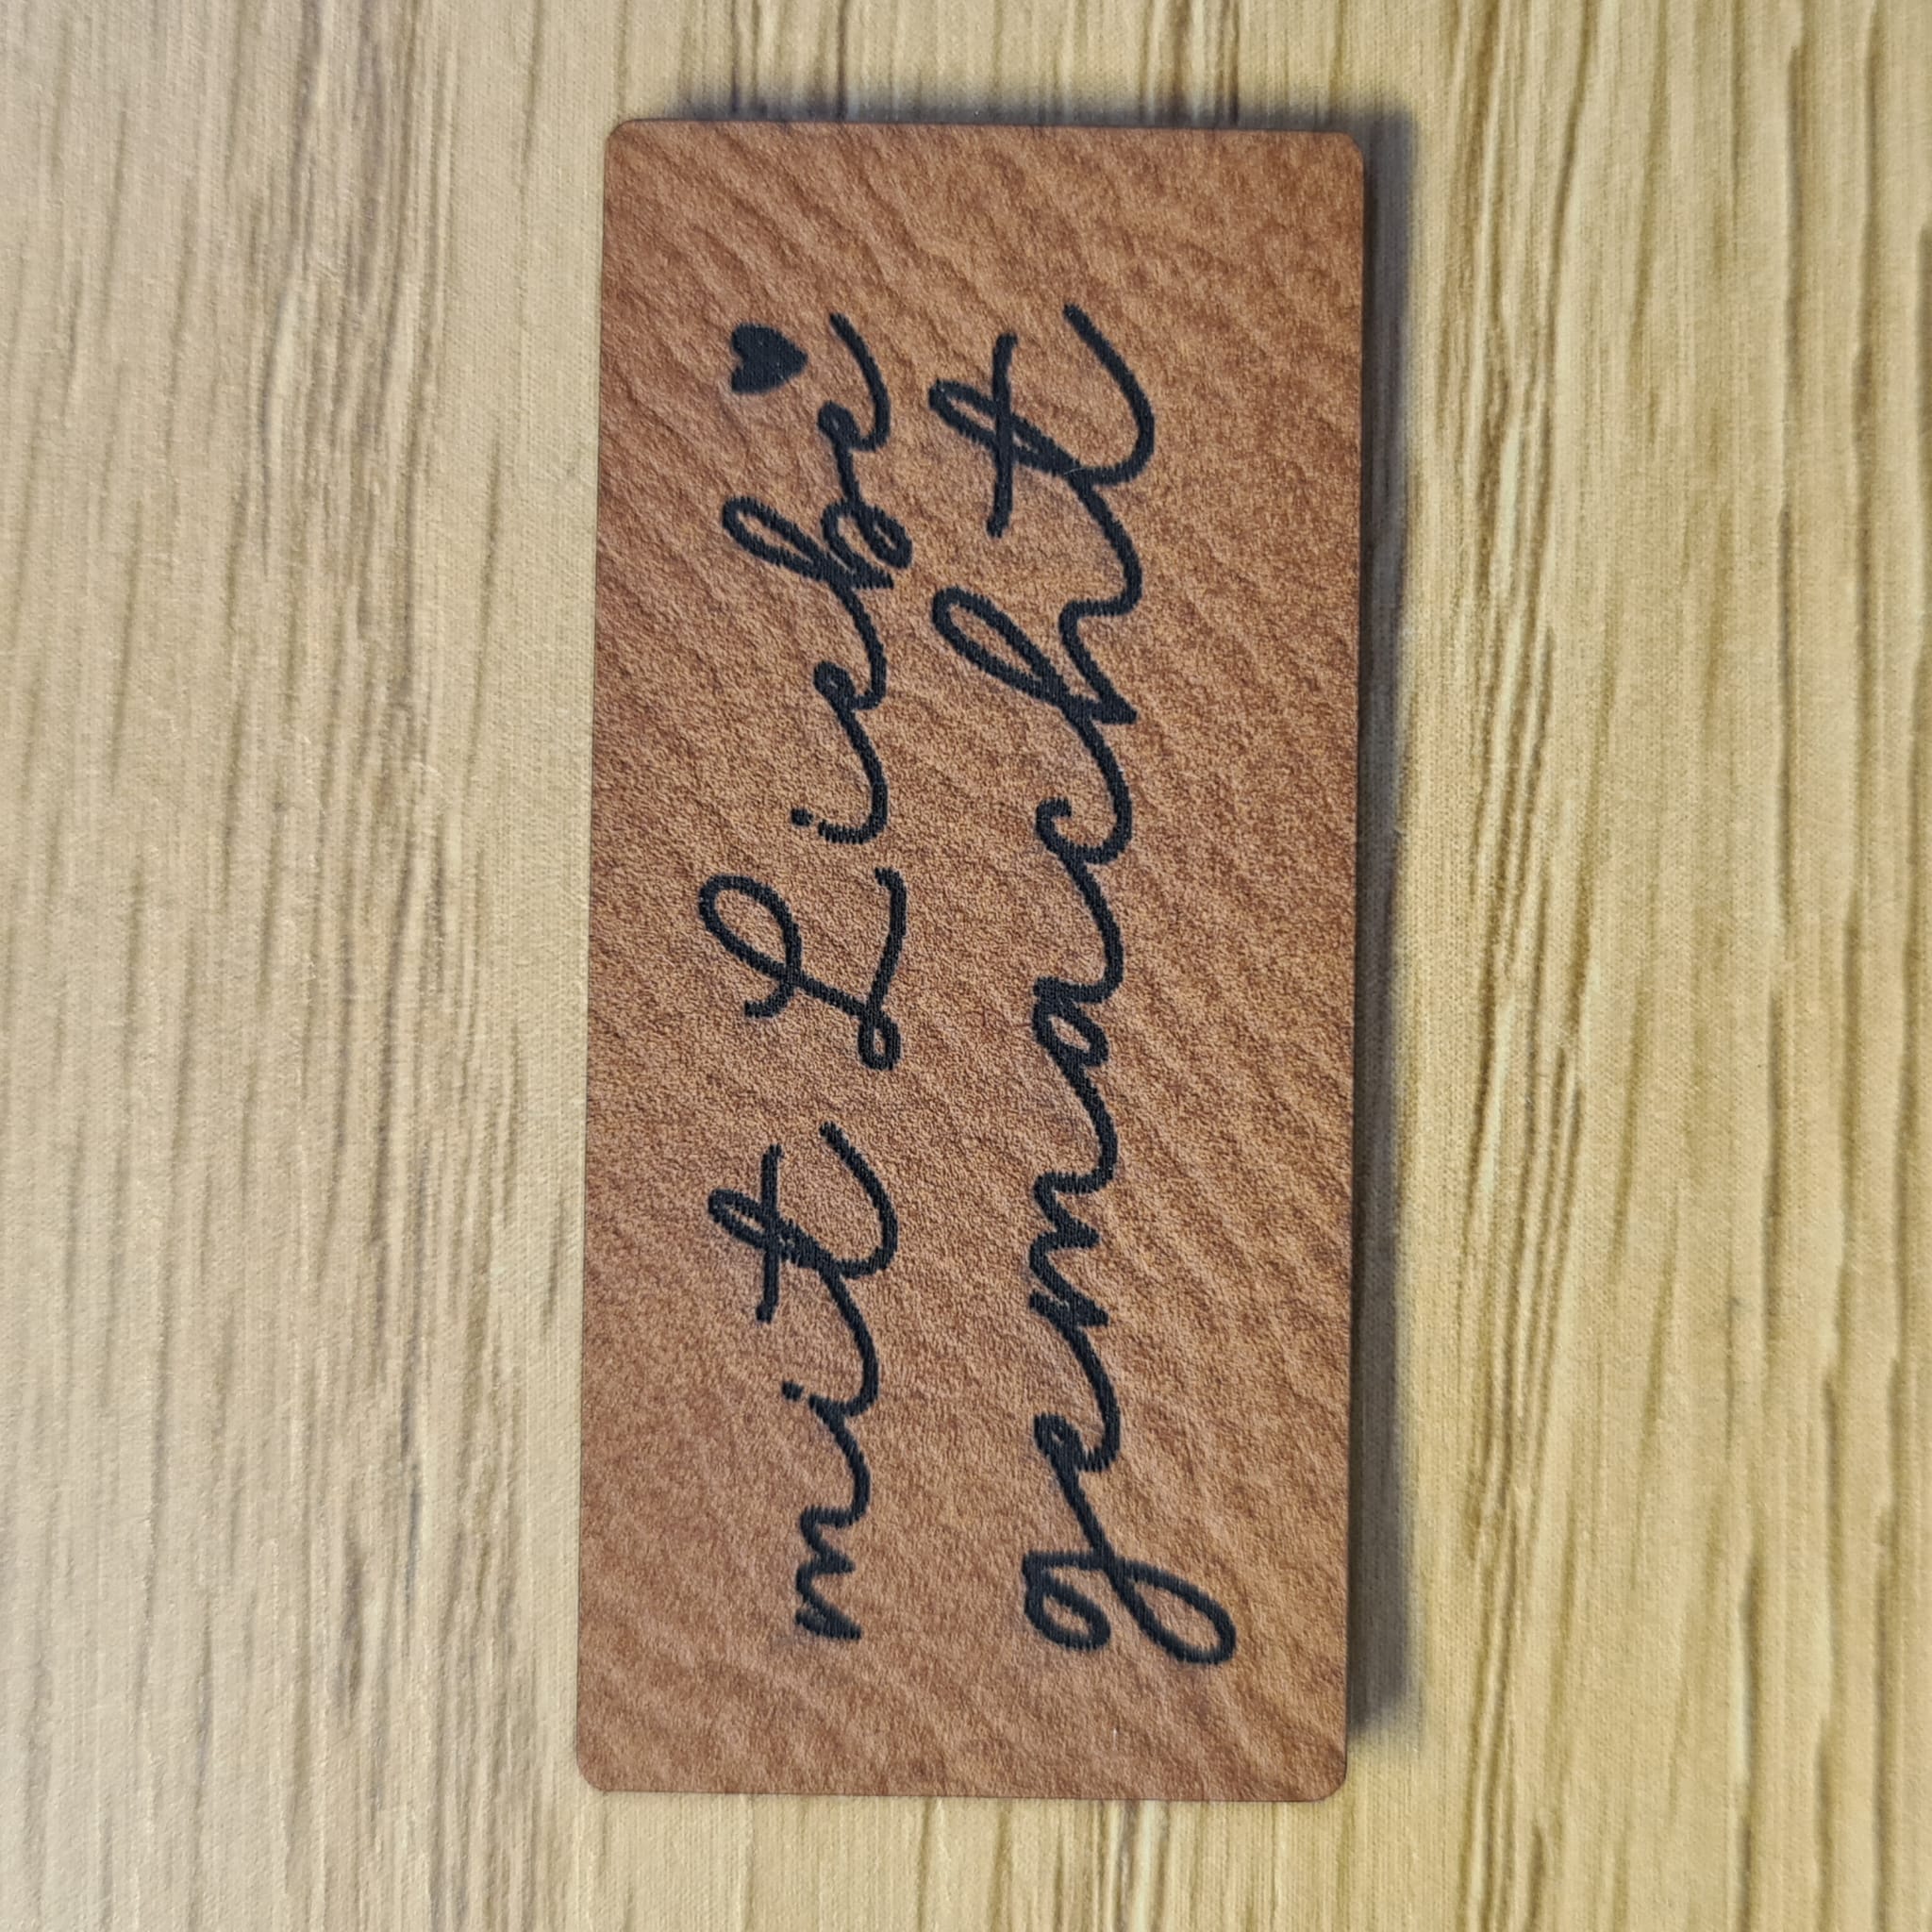 mit Liebe ♥
gemacht